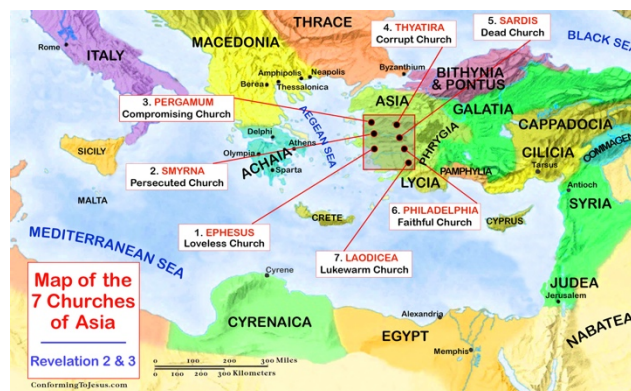 BLACK SEA
5. SARDIS
Dead Church
4. THYATIRA
Corrupt Church
THRACE
ITALY
Rome
MACEDONIA
Byzantium
BITHYNIA
& PONTUS
Amphipolis
Neapolis
Berea
Thessalonica
3. PERGAMUM
Compromising Church
ASIA
GALATIA
AEGEAN SEA
CAPPADOCIA
PHRYGIA
COMMAGENE
CILICIA
Tarsus
Delphi
Athens
Olympia
ACHAIA
Sparta
SICILY
2. SMYRNA
Persecuted Church
PAMPHYLIA
LYCIA
Antioch
SYRIA
MALTA
CRETE
CYPRUS
6. PHILADELPHIA
Faithful Church
1. EPHESUS
Loveless Church
7. LAODICEA
Lukewarm Church
MEDITERRANEAN SEA
Cyrene
CYRENAICA
JUDEA
Jerusalem
NABATEA
Alexandria
EGYPT
Memphis
Map of the
7 Churches
of Asia
Revelation 2 & 3
0 100 200 300 Miles
0 100 200 300 Kilometers
ConformingToJesus.com